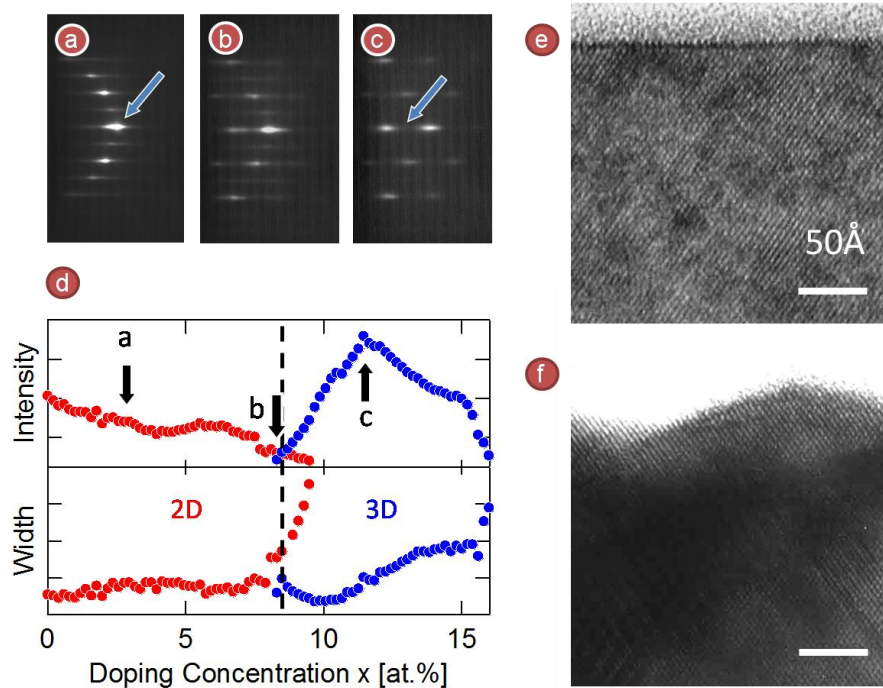 a
b
c
d
Intensity
Width
a
b
c
2D
3D
0
5
10
15
Doping Concentration x [at.%]
e
50Å
f